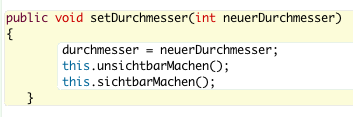 public void setDurchmesser(int neuerDurchmesser)
{
durchmesser = neuerDurchmesser;
this.unsichtbarMachen();
this.sichtbarMachen();
}